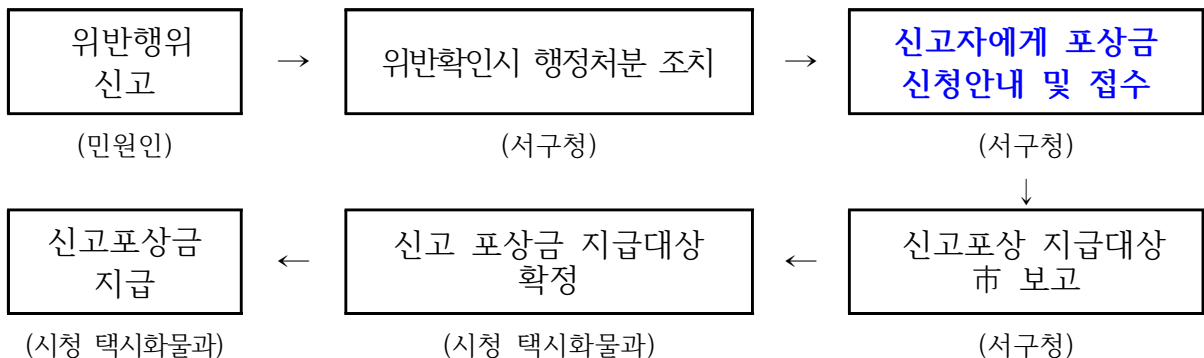 위반행위
신고
→
위반확인시 행정처분 조치
→
신고자에게 포상금
신청안내 및 접수
(민원인)
(서구청)
(서구청)
↓
신고포상금
지급
←
신고 포상금 지급대상
확정
←
신고포상 지급대상
市 보고
(시청 택시화물과)
(시청 택시화물과)
(서구청)